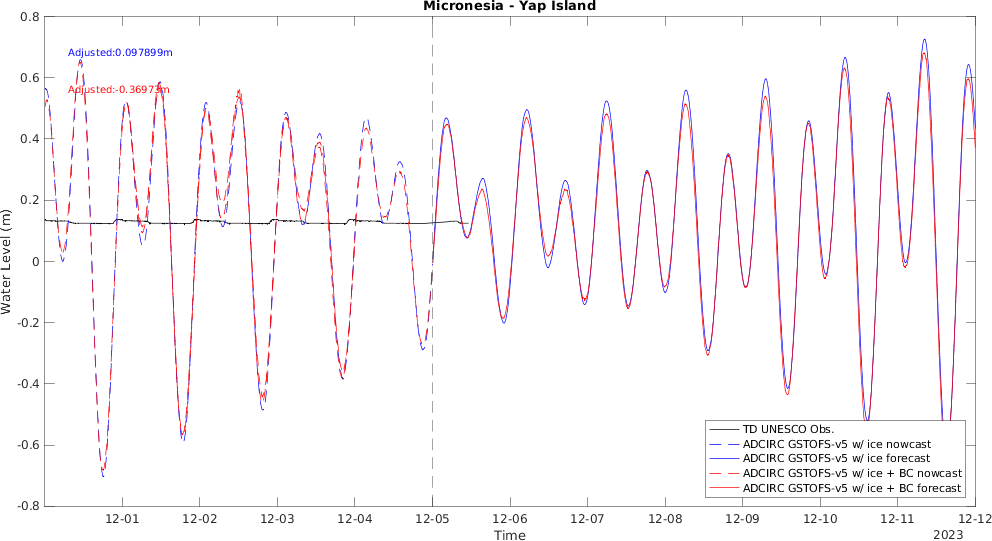 Micronesia - Yap Island
Adjusted:0.097899m
Adjusted:-0.36973m
Water Level (m)
0.8
0.6
0.4
0.2
0
-0.2
-0.4
-0.6
-0.8
TD UNESCO Obs.
ADCIRC GSTOFS-v5 w/ ice nowcast
ADCIRC GSTOFS-v5 w/ ice forecast
ADCIRC GSTOFS-v5 w/ ice + BC nowcast
ADCIRC GSTOFS-v5 w/ ice + BC forecast
12-01 12-02 12-03 12-04 12-05 12-06 12-07 12-08 12-09 12-10 12-11 12-12
Time
2023